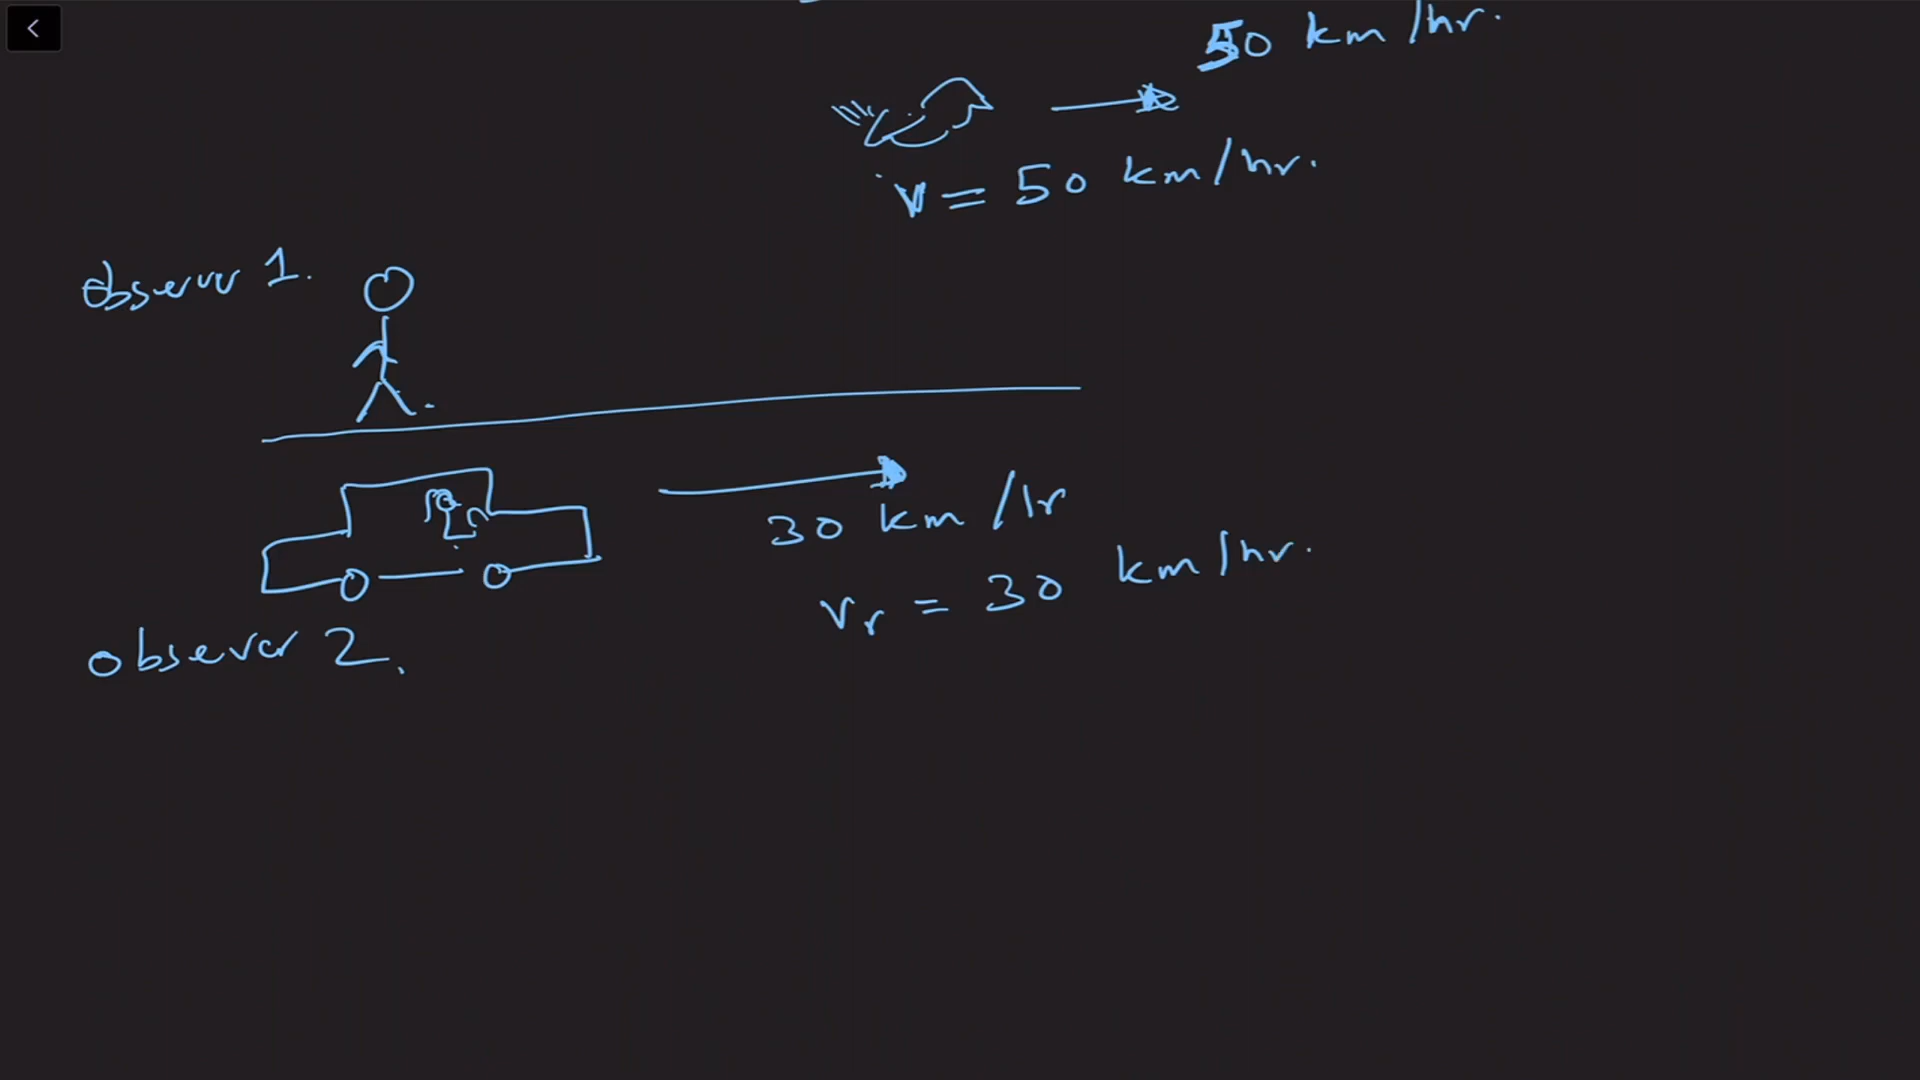 50 km/hr.
v = 50 km/hr.
observer 1.
30 km/hr
vr = 30 km/hr.
observer 2.